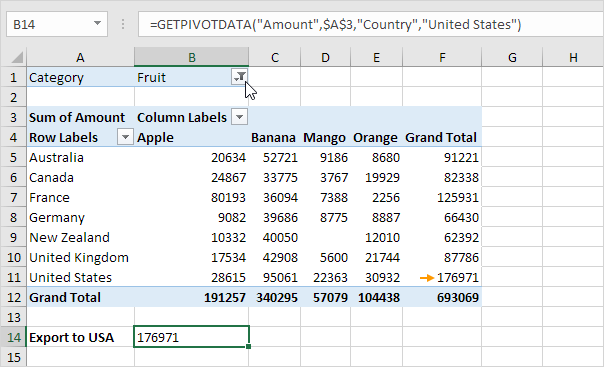 B14 =GETPIVOTDATA("Amount",$A$3,"Country","United States")
A B C D E F G H
1 Category Fruit
2
3 Sum of Amount Column Labels
4 Row Labels Apple Banana Mango Orange Grand Total
5 Australia 20634 52721 9186 8680 91221
6 Canada 24867 33775 3767 19929 82338
7 France 80193 36094 7388 2256 125931
8 Germany 9082 39686 8775 8887 66430
9 New Zealand 10332 40050 12010 62392
10 United Kingdom 17534 42908 5600 21744 87786
11 United States 28615 95061 22363 30932 176971
12 Grand Total 191257 340295 57079 104438 693069
13
14 Export to USA 176971
15